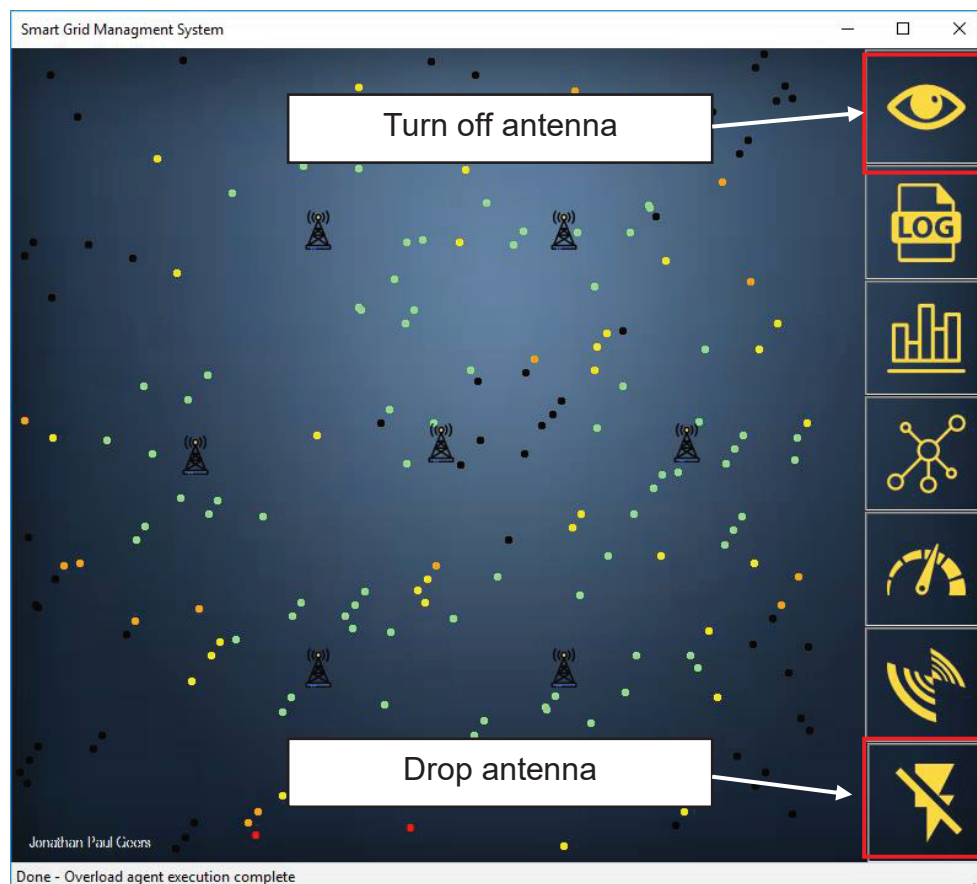 Smart Grid Managment System
Turn off antenna
LOG
Drop antenna
Jonathan Paul Geers
Done - Overload agent execution complete